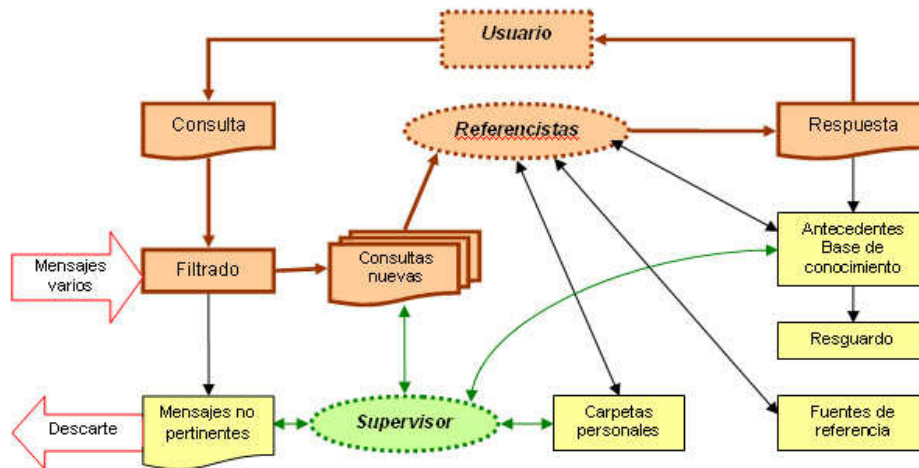 Usuario
Consulta
Referencistas
Respuesta
Mensajes
varios
Filtrado
Consultas
nuevas
Antecedentes
Base de
conocimiento
Resguardo
Descarte
Mensajes no
pertinentes
Supervisor
Carpetas
personales
Fuentes de
referencia